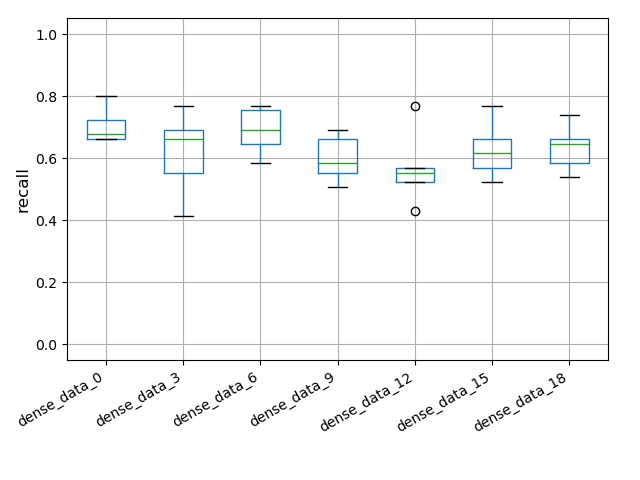 1.0
0.8
0.6
0.4
0.2
0.0
recall
dense_data_0
dense_data_3
dense_data_6
dense_data_9
dense_data_12
dense_data_15
dense_data_18